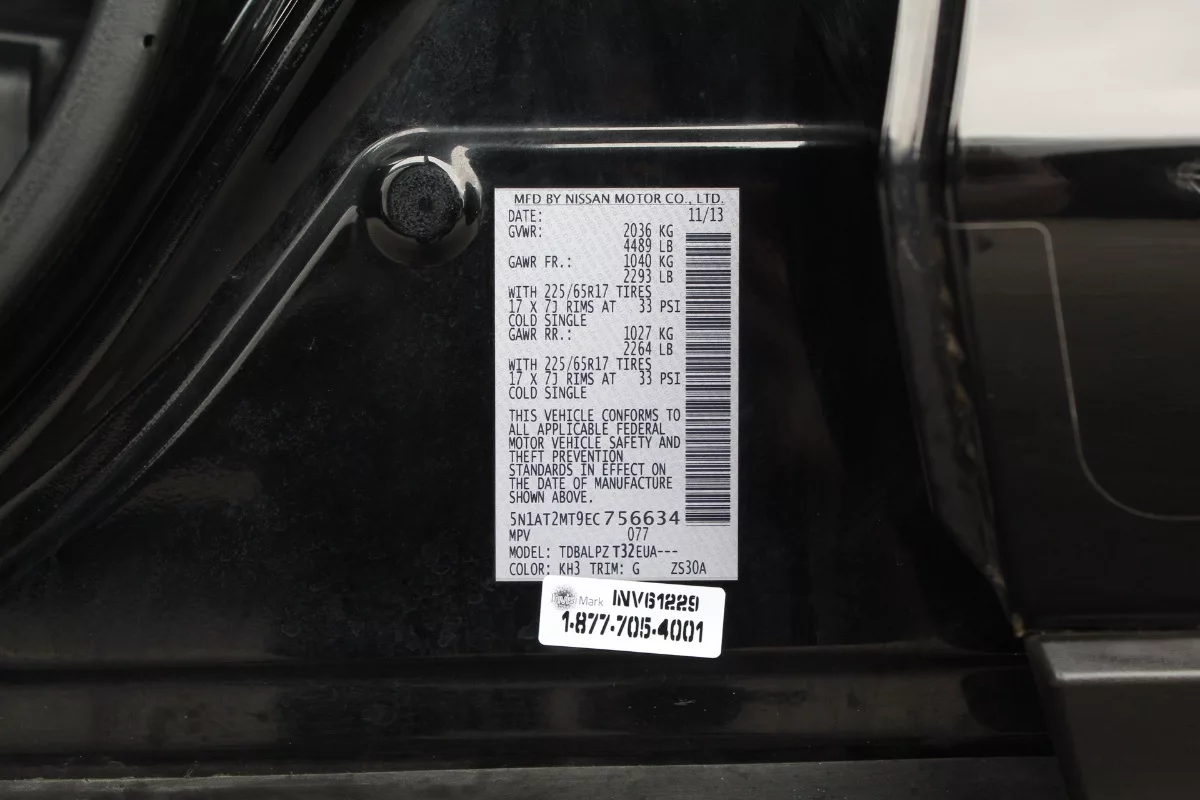 MFD BY NISSAN MOTOR CO., LTD.
DATE: 11/13
GVWR: 2036 KG
4489 LB
GAWR FR.: 1040 KG
2293 LB
WITH 225/65R17 TIRES
17 X 7J RIMS AT 33 PSI
COLD SINGLE
GAWR RR.: 1027 KG
2264 LB
WITH 225/65R17 TIRES
17 X 7J RIMS AT 33 PSI
COLD SINGLE
THIS VEHICLE CONFORMS TO
ALL APPLICABLE FEDERAL
MOTOR VEHICLE SAFETY AND
THEFT PREVENTION
STANDARDS IN EFFECT ON
THE DATE OF MANUFACTURE
SHOWN ABOVE.
5N1AT2MT9EC756634
MPV 077
MODEL: TDBALPZ T32EUA---
COLOR: KH3 TRIM: G ZS30A
Mark INV61229
1-877-705-4001